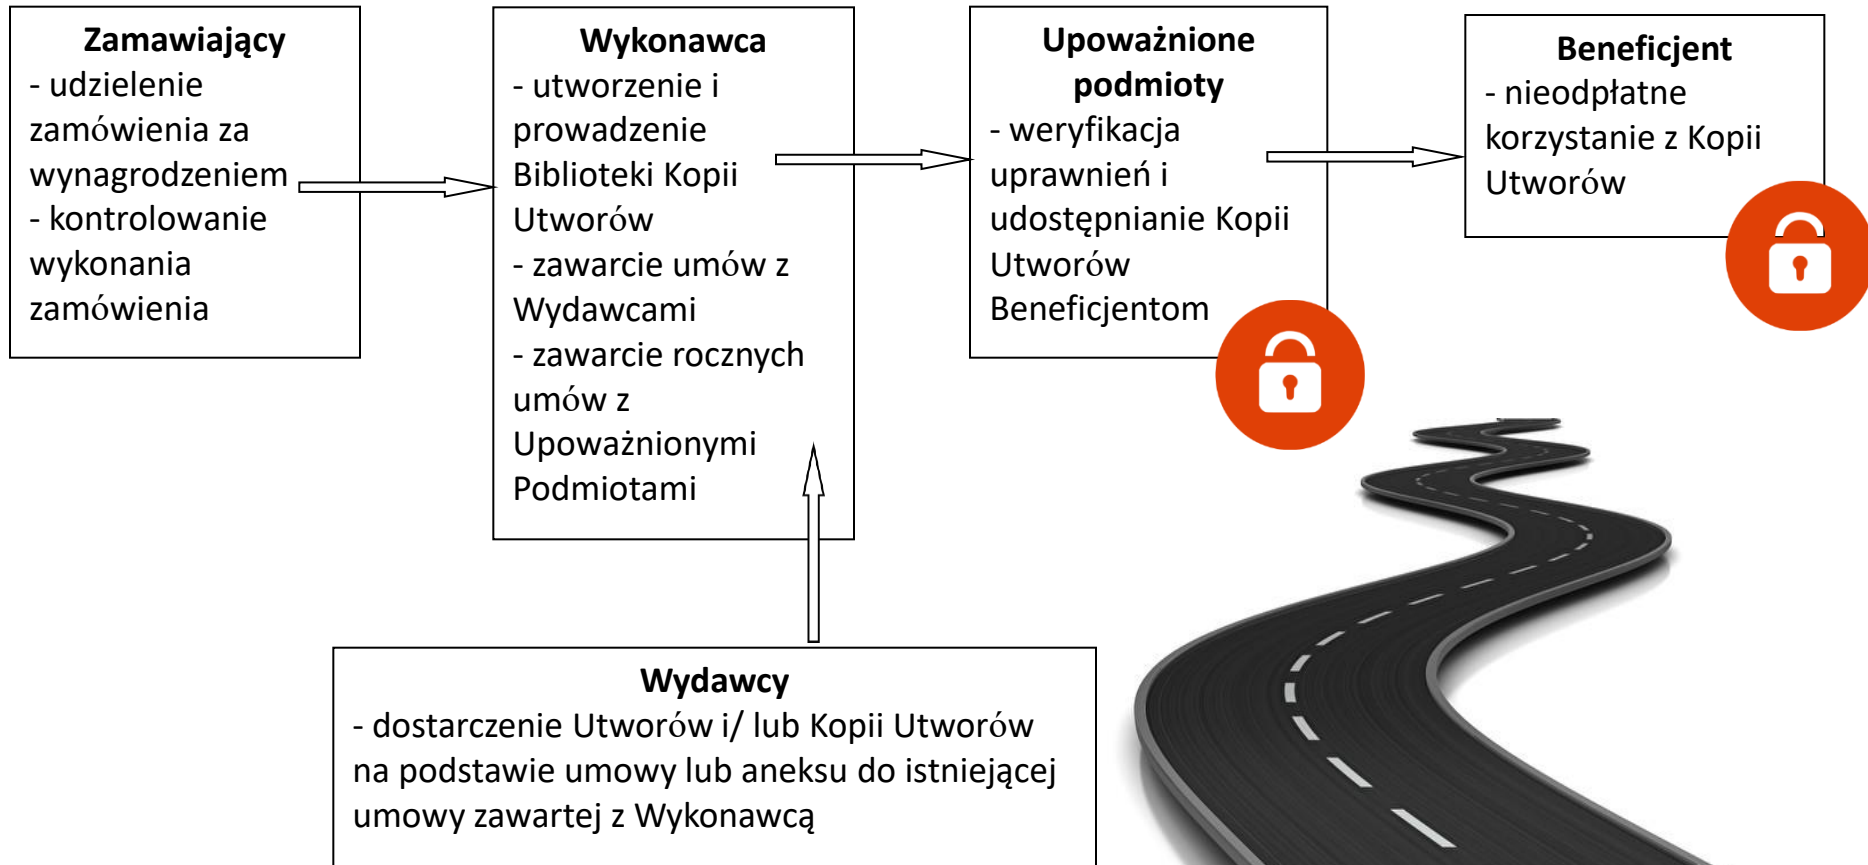 Zamawiający
- udzielenie
zamówienia za
wynagrodzeniem
- kontrolowanie
wykonania
zamówienia
Wykonawca
- utworzenie i
prowadzenie
Biblioteki Kopii
Utworów
- zawarcie umów z
Wydawcami
- zawarcie rocznych
umów z
Upoważnionymi
Podmiotami
Upoważnione
podmioty
- weryfikacja
uprawnień i
udostępnianie Kopii
Utworów
Beneficjentom
Beneficjent
- nieodpłatne
korzystanie z Kopii
Utworów
Wydawcy
- dostarczenie Utworów i/ lub Kopii Utworów
na podstawie umowy lub aneksu do istniejącej
umowy zawartej z Wykonawcą